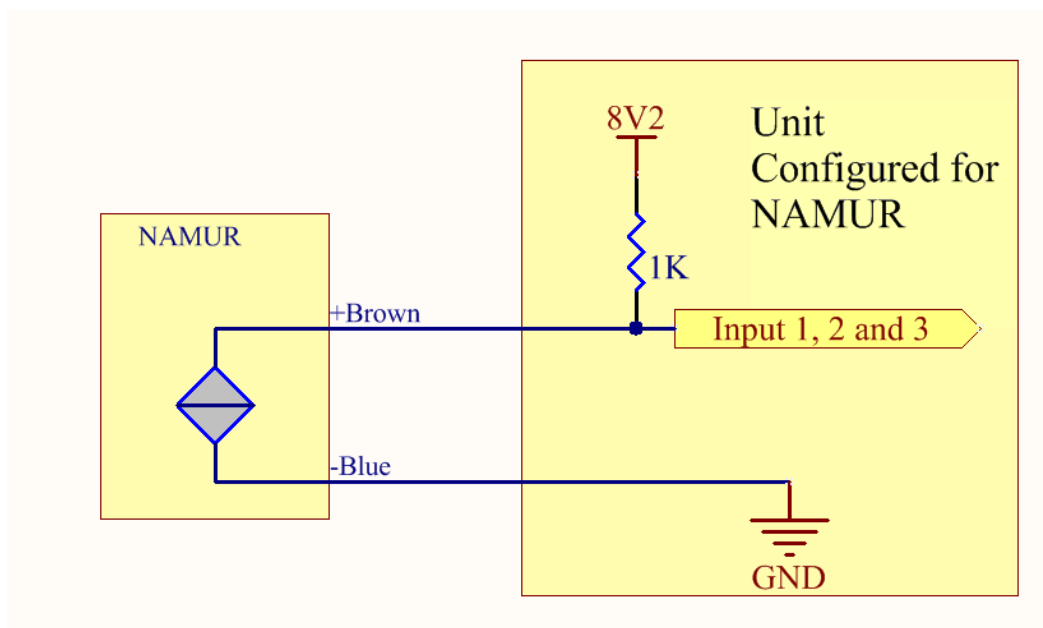 8V2
Unit
Configured for
NAMUR
NAMUR
1K
+Brown
Input 1, 2 and 3
-Blue
GND